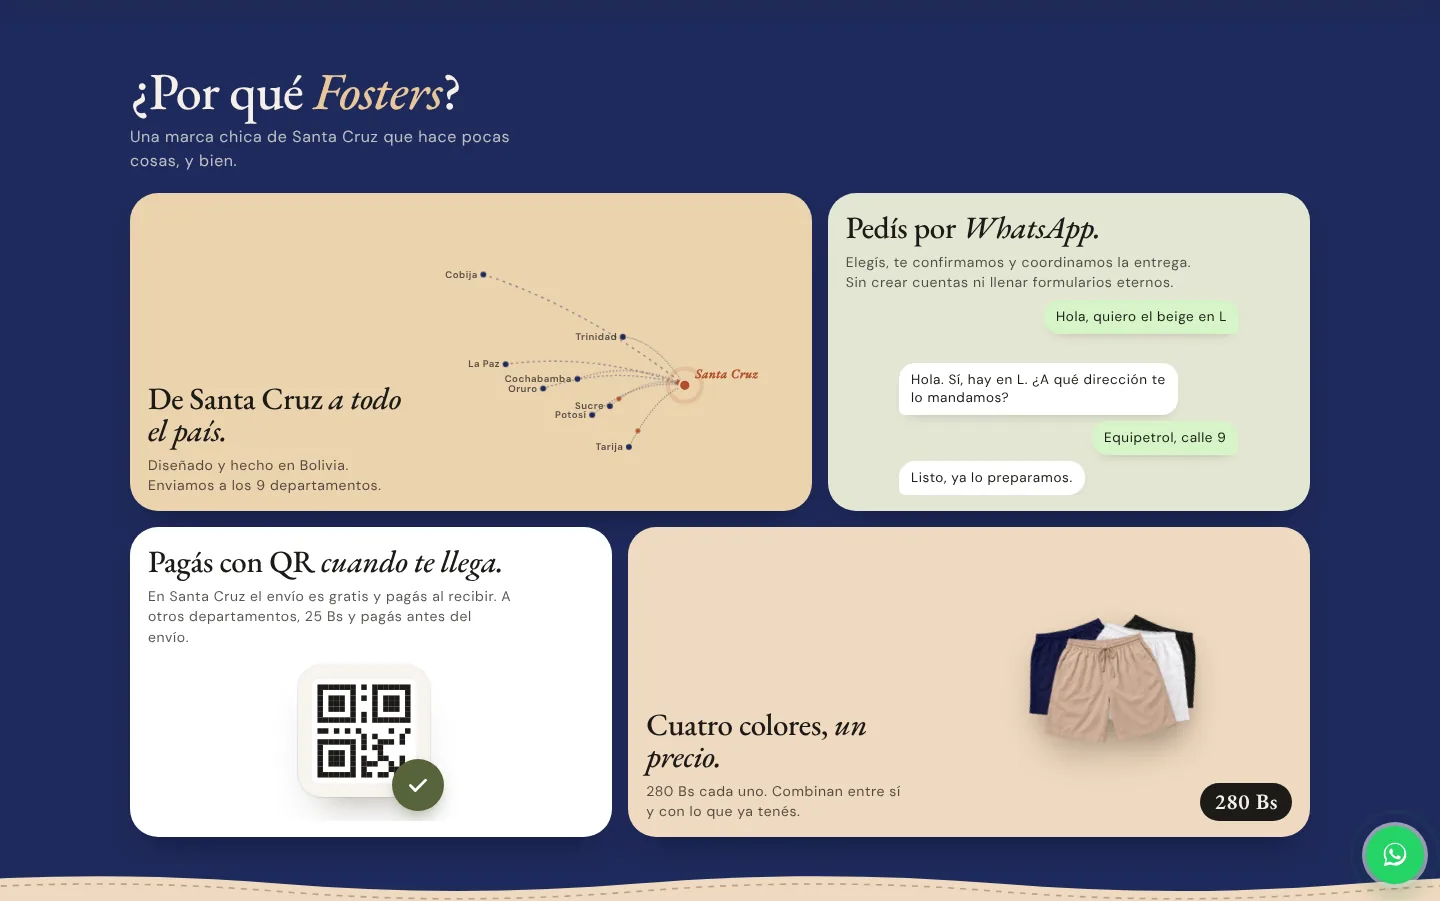 ¿Por qué Fosters?
Una marca chica de Santa Cruz que hace pocas
cosas, y bien.
Cobija
Trinidad
La Paz
Cochabamba
Oruro
Santa Cruz
Sucre
Potosí
Tarija
De Santa Cruz a todo
el país.
Diseñado y hecho en Bolivia.
Enviamos a los 9 departamentos.
Pedís por WhatsApp.
Elegís, te confirmamos y coordinamos la entrega.
Sin crear cuentas ni llenar formularios eternos.
Hola, quiero el beige en L
Hola. Sí, hay en L. ¿A qué dirección te
lo mandamos?
Equipetrol, calle 9
Listo, ya lo preparamos.
Pagás con QR cuando te llega.
En Santa Cruz el envío es gratis y pagás al recibir. A
otros departamentos, 25 Bs y pagás antes del
envío.
Cuatro colores, un
precio.
280 Bs cada uno. Combinan entre sí
y con lo que ya tenés.
280 Bs